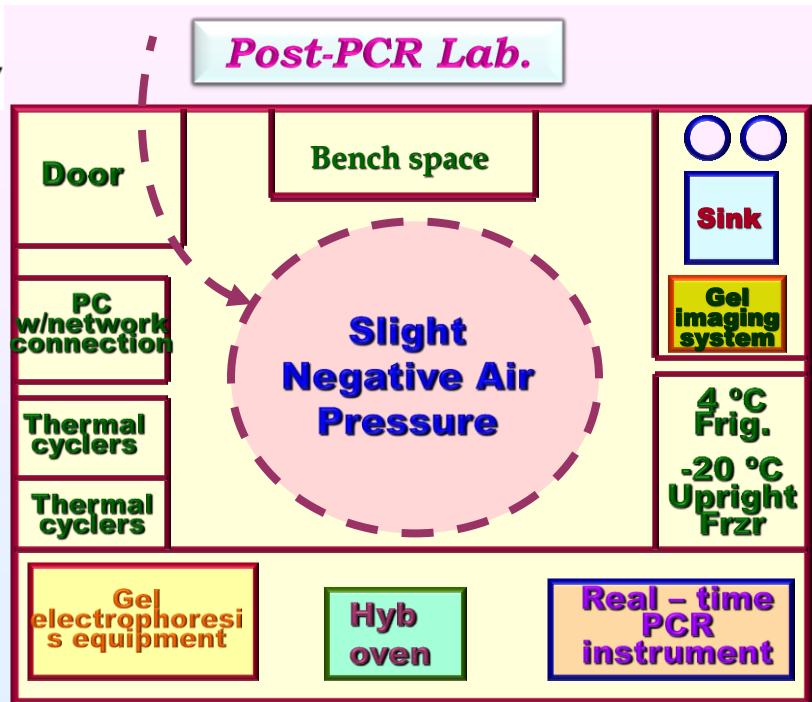 Post-PCR Lab.
Door
Bench space
Sink
PC
w/network
connection
Slight
Negative Air
Pressure
Gel
imaging
system
Thermal
cyclers
Thermal
cyclers
4 ºC
Frig.
-20 ºC
Upright
Frzr
Gel
electrophoresi
s equipment
Hyb
oven
Real – time
PCR
instrument